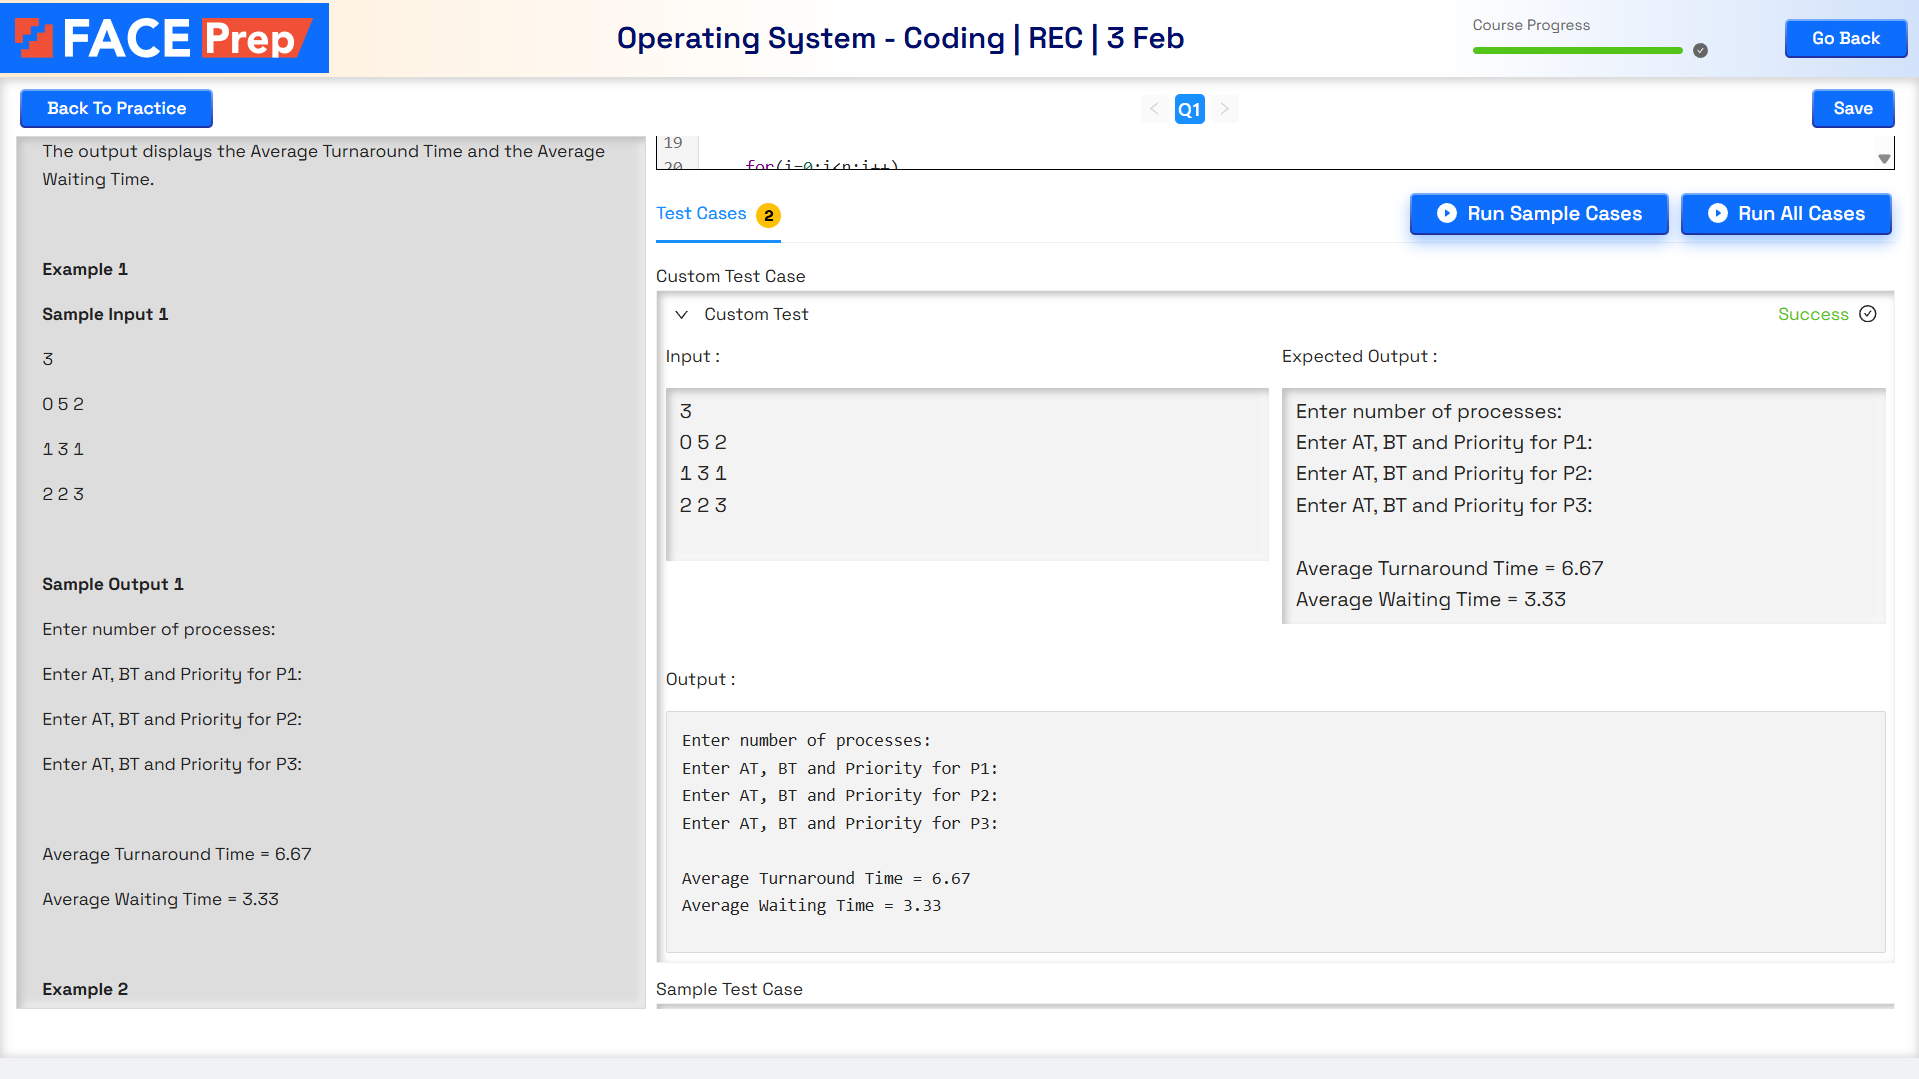 FACE Prep
Operating System - Coding | REC | 3 Feb
Course Progress
Go Back
Back To Practice
Q1
Save
The output displays the Average Turnaround Time and the Average
Waiting Time.
Example 1
Sample Input 1
3
0 5 2
1 3 1
2 2 3
Sample Output 1
Enter number of processes:
Enter AT, BT and Priority for P1:
Enter AT, BT and Priority for P2:
Enter AT, BT and Priority for P3:
Average Turnaround Time = 6.67
Average Waiting Time = 3.33
Example 2
19
20 for(i=0;i<n;i++)
Test Cases 2
Run Sample Cases
Run All Cases
Custom Test Case
Custom Test
Success
Input :
3
0 5 2
1 3 1
2 2 3
Expected Output :
Enter number of processes:
Enter AT, BT and Priority for P1:
Enter AT, BT and Priority for P2:
Enter AT, BT and Priority for P3:
Average Turnaround Time = 6.67
Average Waiting Time = 3.33
Output :
Enter number of processes:
Enter AT, BT and Priority for P1:
Enter AT, BT and Priority for P2:
Enter AT, BT and Priority for P3:
Average Turnaround Time = 6.67
Average Waiting Time = 3.33
Sample Test Case